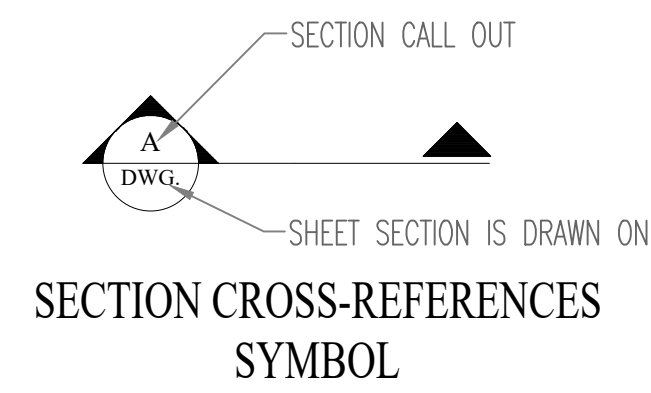 SECTION CALL OUT
A
DWG.
SHEET SECTION IS DRAWN ON
SECTION CROSS-REFERENCES
SYMBOL